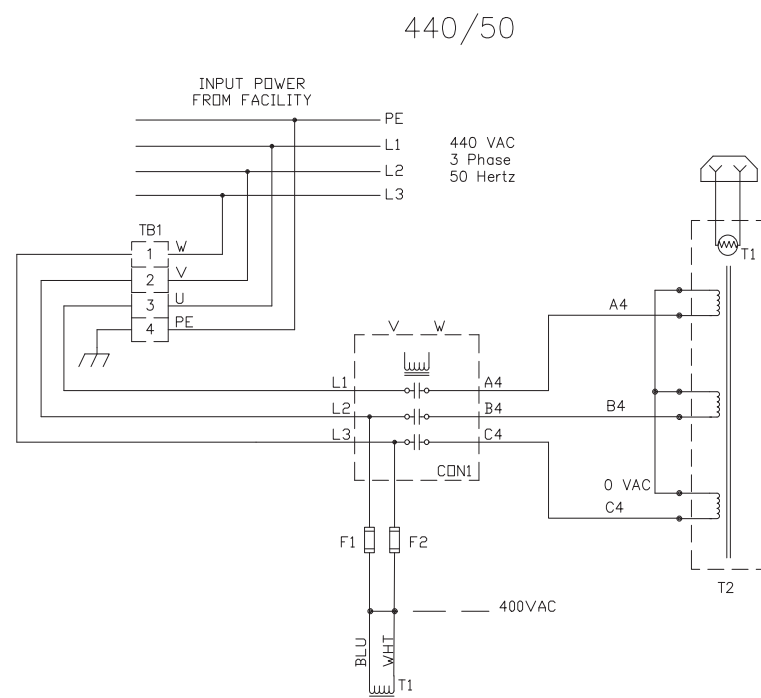 440/50
INPUT POWER
FROM FACILITY
PE
L1
L2
L3
440 VAC
3 Phase
50 Hertz
TB1
1
W
2
V
3
U
4
PE
T1
A4
V
W
L1
A4
L2
B4
B4
L3
C4
CON1
0 VAC
C4
F1
F2
T2
400VAC
BLU
WHT
T1